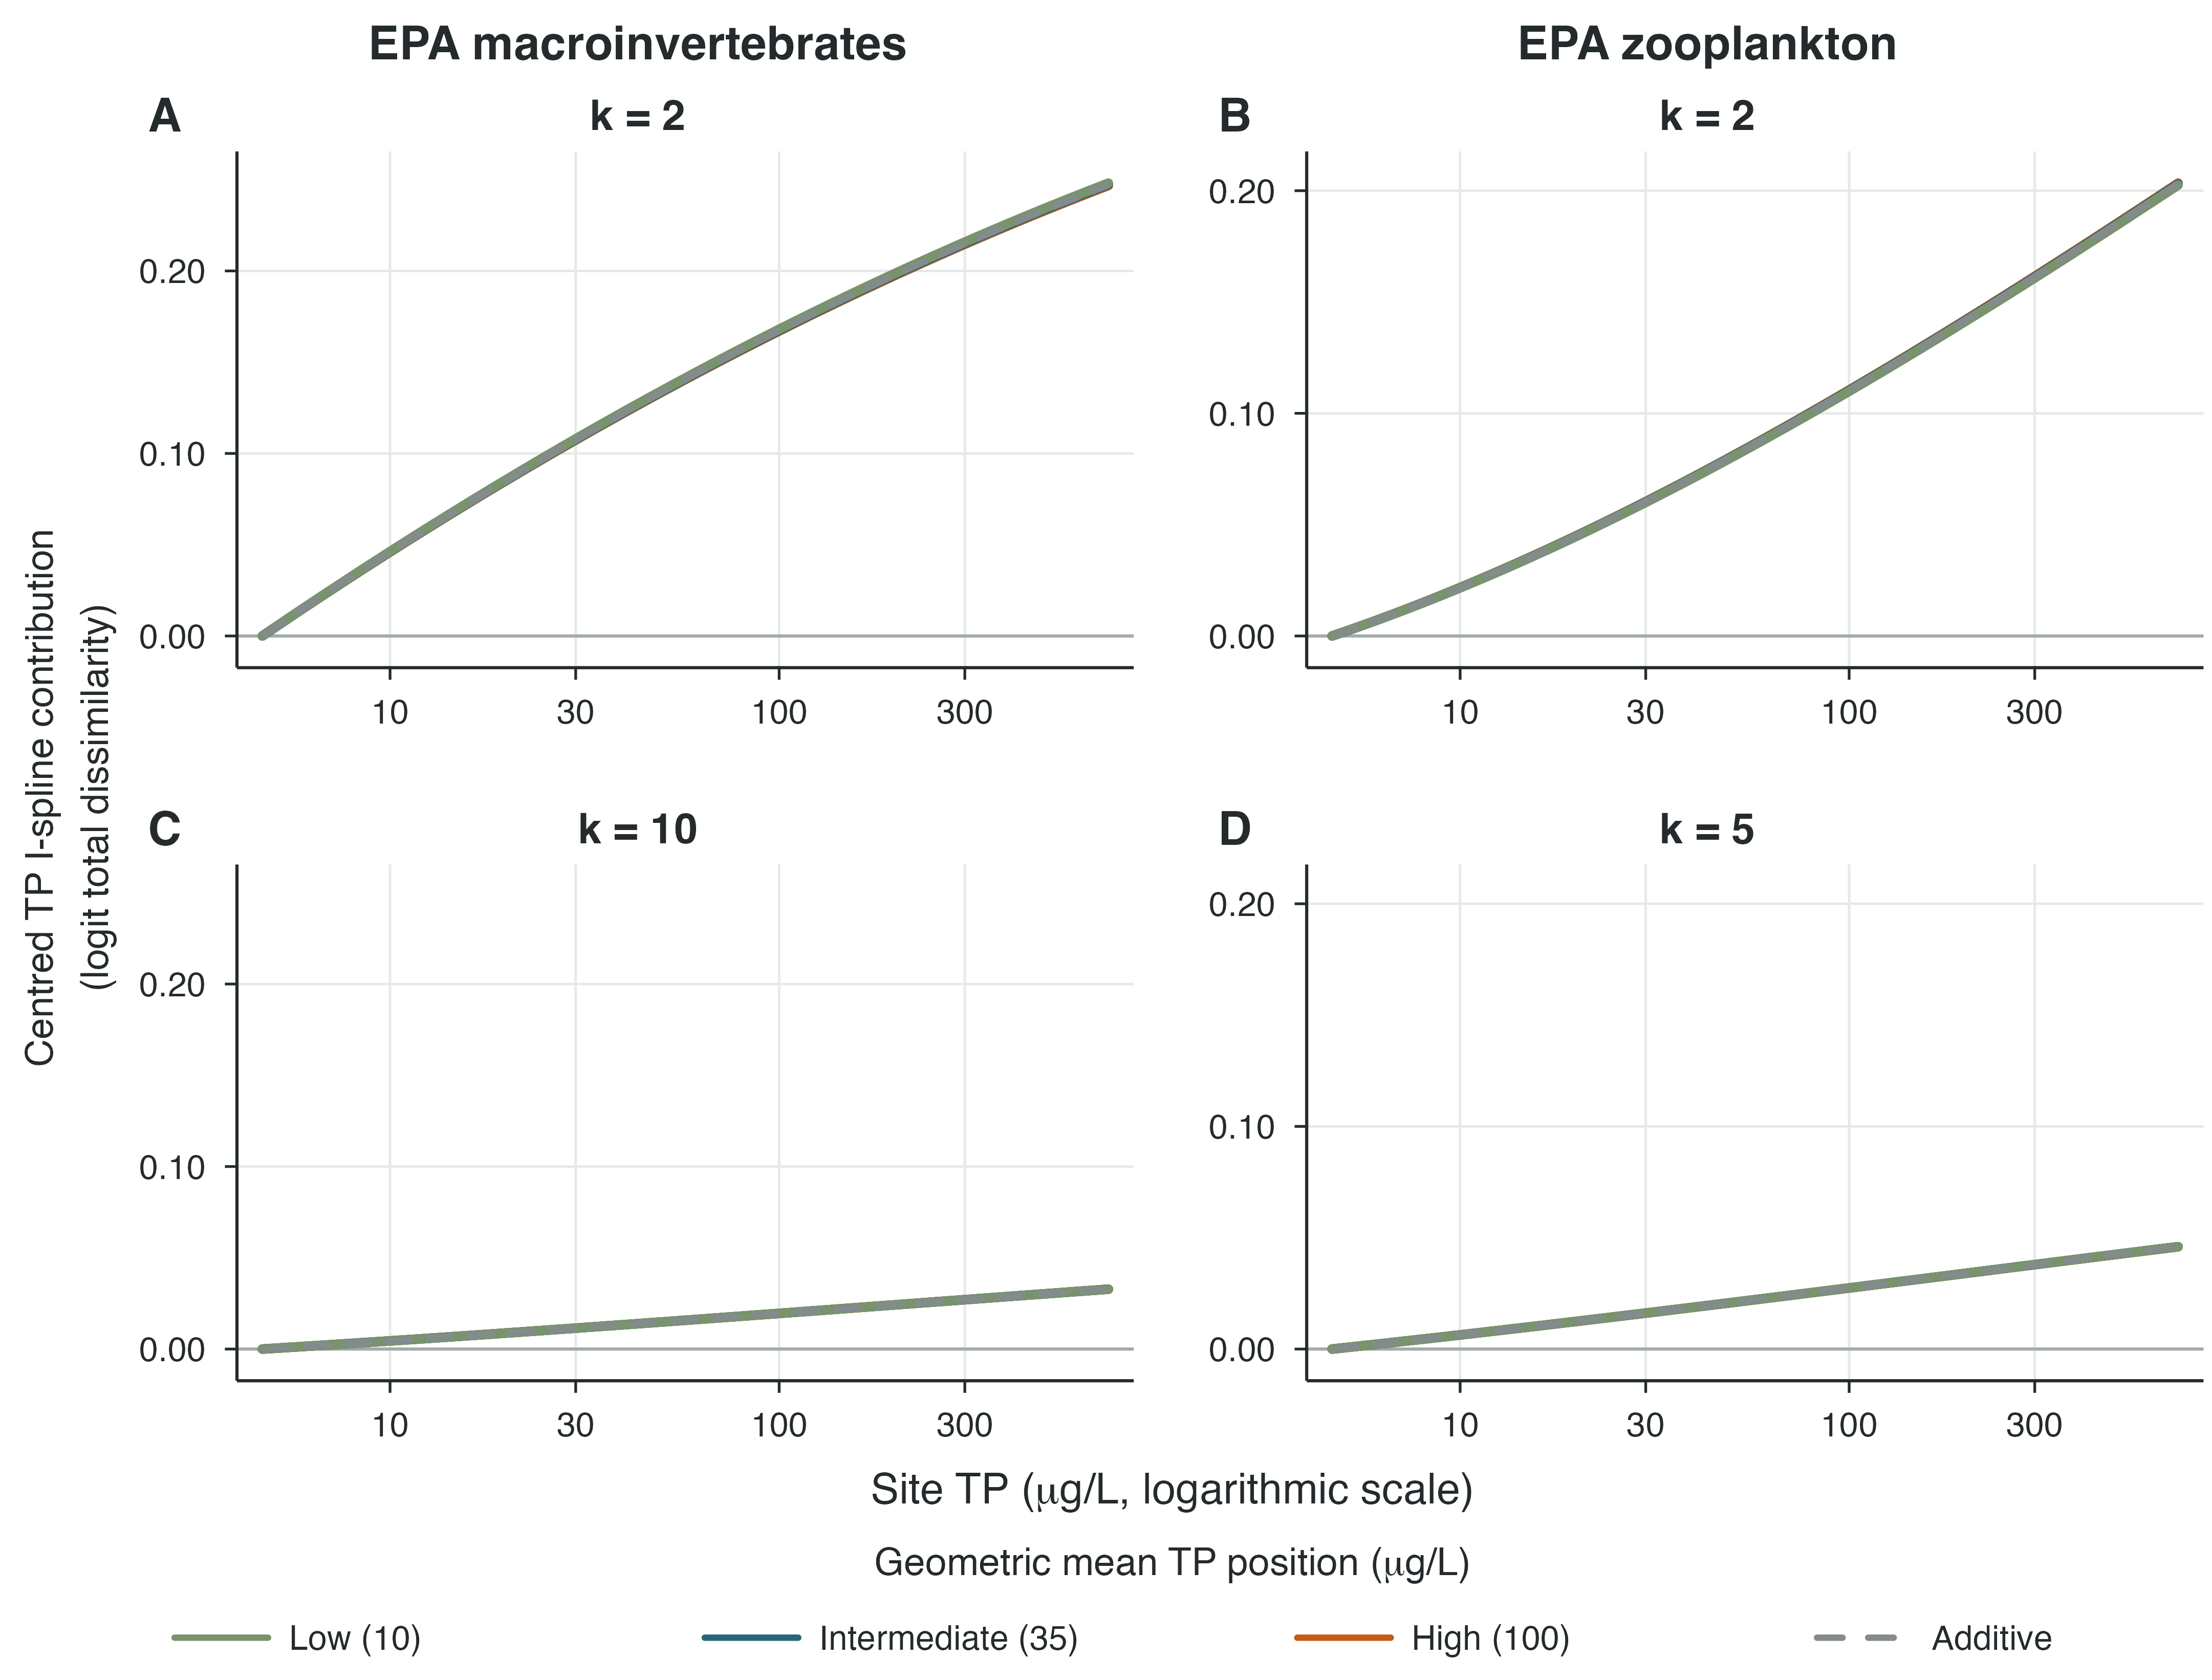 EPA macroinvertebrates
EPA zooplankton
A
k = 2
B
k = 2
0.20
0.10
0.00
10
30
100
300
0.20
0.10
0.00
10
30
100
300
Centred TP I-spline contribution
(logit total dissimilarity)
C
k = 10
D
k = 5
0.20
0.10
0.00
10
30
100
300
0.20
0.10
0.00
10
30
100
300
Site TP (μg/L, logarithmic scale)
Geometric mean TP position (μg/L)
Low (10)
Intermediate (35)
High (100)
Additive